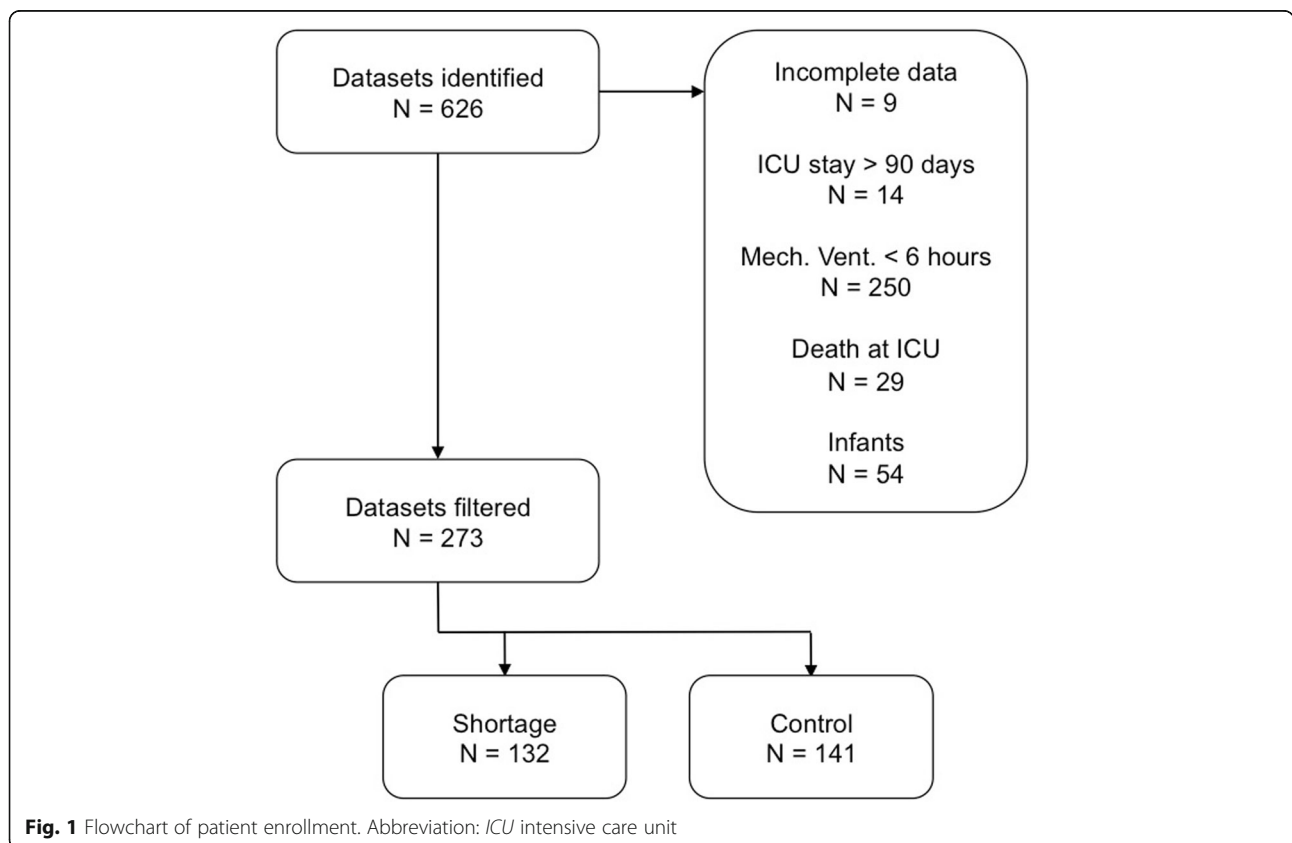 Datasets identified
N = 626
Incomplete data
N = 9
ICU stay > 90 days
N = 14
Mech. Vent. < 6 hours
N = 250
Death at ICU
N = 29
Infants
N = 54
Datasets filtered
N = 273
Shortage
N = 132
Control
N = 141
Fig. 1 Flowchart of patient enrollment. Abbreviation: ICU intensive care unit